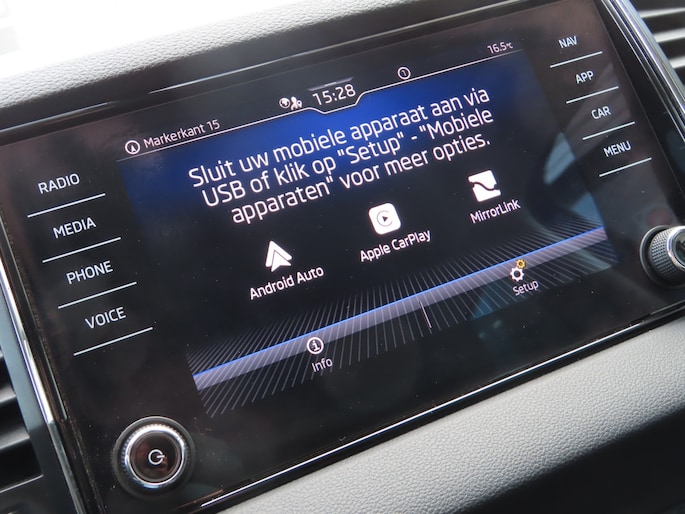 15:28
16.5°C
1
Markerkant 15
Sluit uw mobiele apparaat aan via
USB of klik op "Setup" - "Mobiele
apparaten" voor meer opties.
Android Auto
Apple CarPlay
MirrorLink
Info
Setup
RADIO
MEDIA
PHONE
VOICE
NAV
APP
CAR
MENU